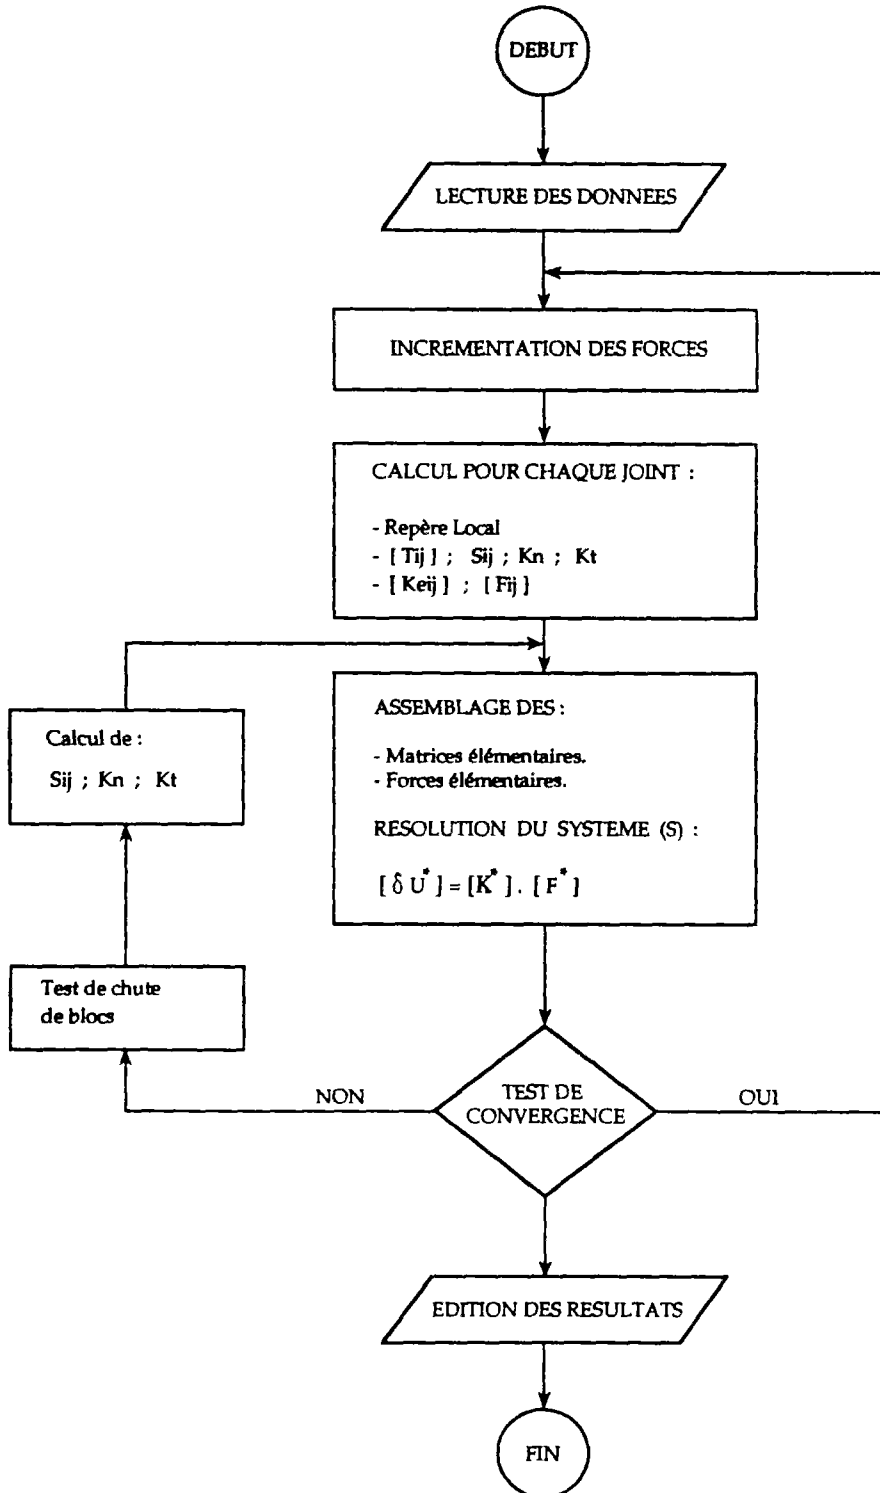 DEBUT
LECTURE DES DONNEES
INCREMENTATION DES FORCES
CALCUL POUR CHAQUE JOINT :
- Repère Local
- [ Tij ] ; Sij ; Kn ; Kt
- [ Keij ] ; [ Fij ]
ASSEMBLAGE DES :
- Matrices élémentaires.
- Forces élémentaires.
RESOLUTION DU SYSTEME (S) :
[ δ U* ] = [ K* ] . [ F* ]
Calcul de :
Sij ; Kn ; Kt
Test de chute
de blocs
NON
TEST DE
CONVERGENCE
OUI
EDITION DES RESULTATS
FIN